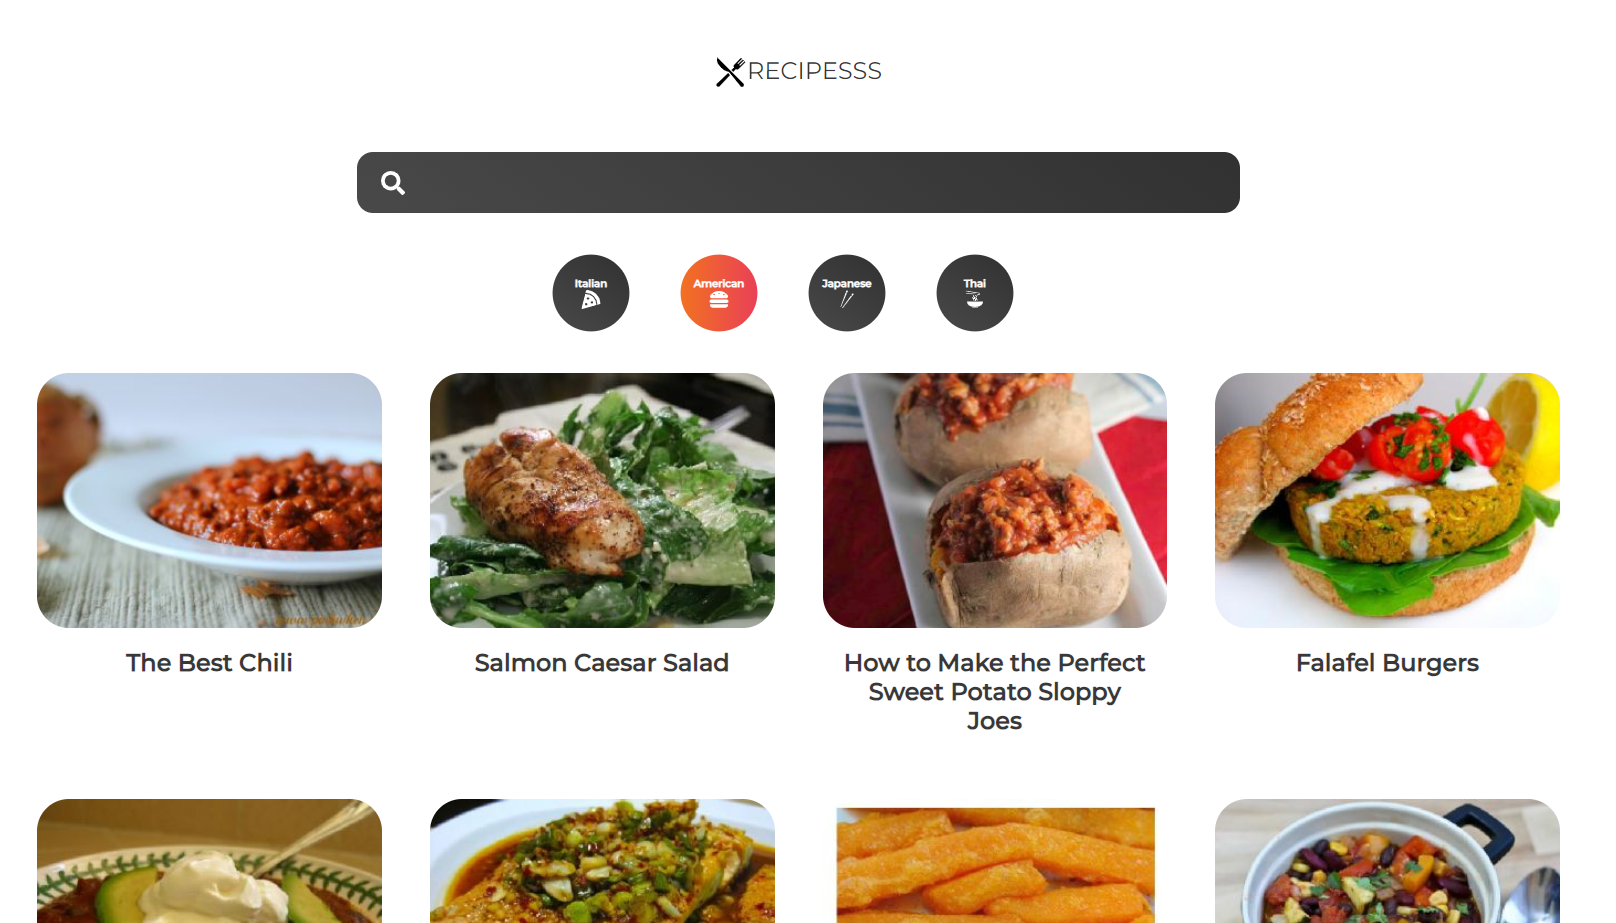 RECIPESSS
Italian
American
Japanese
Thai
The Best Chili
Salmon Caesar Salad
How to Make the Perfect
Sweet Potato Sloppy
Joes
Falafel Burgers